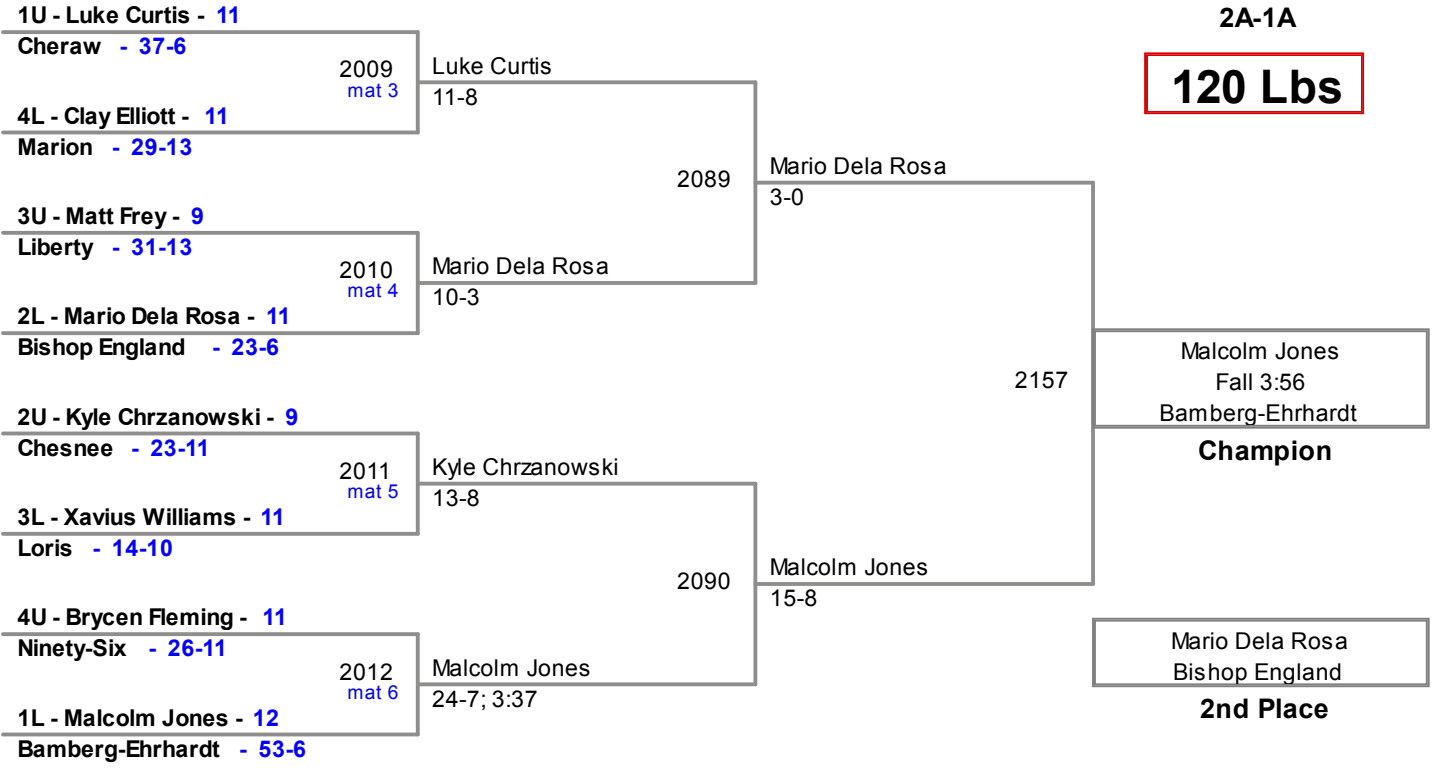 1U - Luke Curtis - 11
Cheraw - 37-6
2009
mat 3
4L - Clay Elliott - 11
Marion - 29-13
3U - Matt Frey - 9
Liberty - 31-13
2010
mat 4
2L - Mario Dela Rosa - 11
Bishop England - 23-6
2U - Kyle Chrzanowski - 9
Chesnee - 23-11
2011
mat 5
3L - Xavius Williams - 11
Loris - 14-10
4U - Brycen Fleming - 11
Ninety-Six - 26-11
2012
mat 6
1L - Malcolm Jones - 12
Bamberg-Ehrhardt - 53-6
Luke Curtis
11-8
2089
Mario Dela Rosa
10-3
Kyle Chrzanowski
13-8
2090
Malcolm Jones
24-7; 3:37
Mario Dela Rosa
3-0
2157
Malcolm Jones
15-8
2A-1A
120 Lbs
Malcolm Jones
Fall 3:56
Bamberg-Ehrhardt
Champion
Mario Dela Rosa
Bishop England
2nd Place